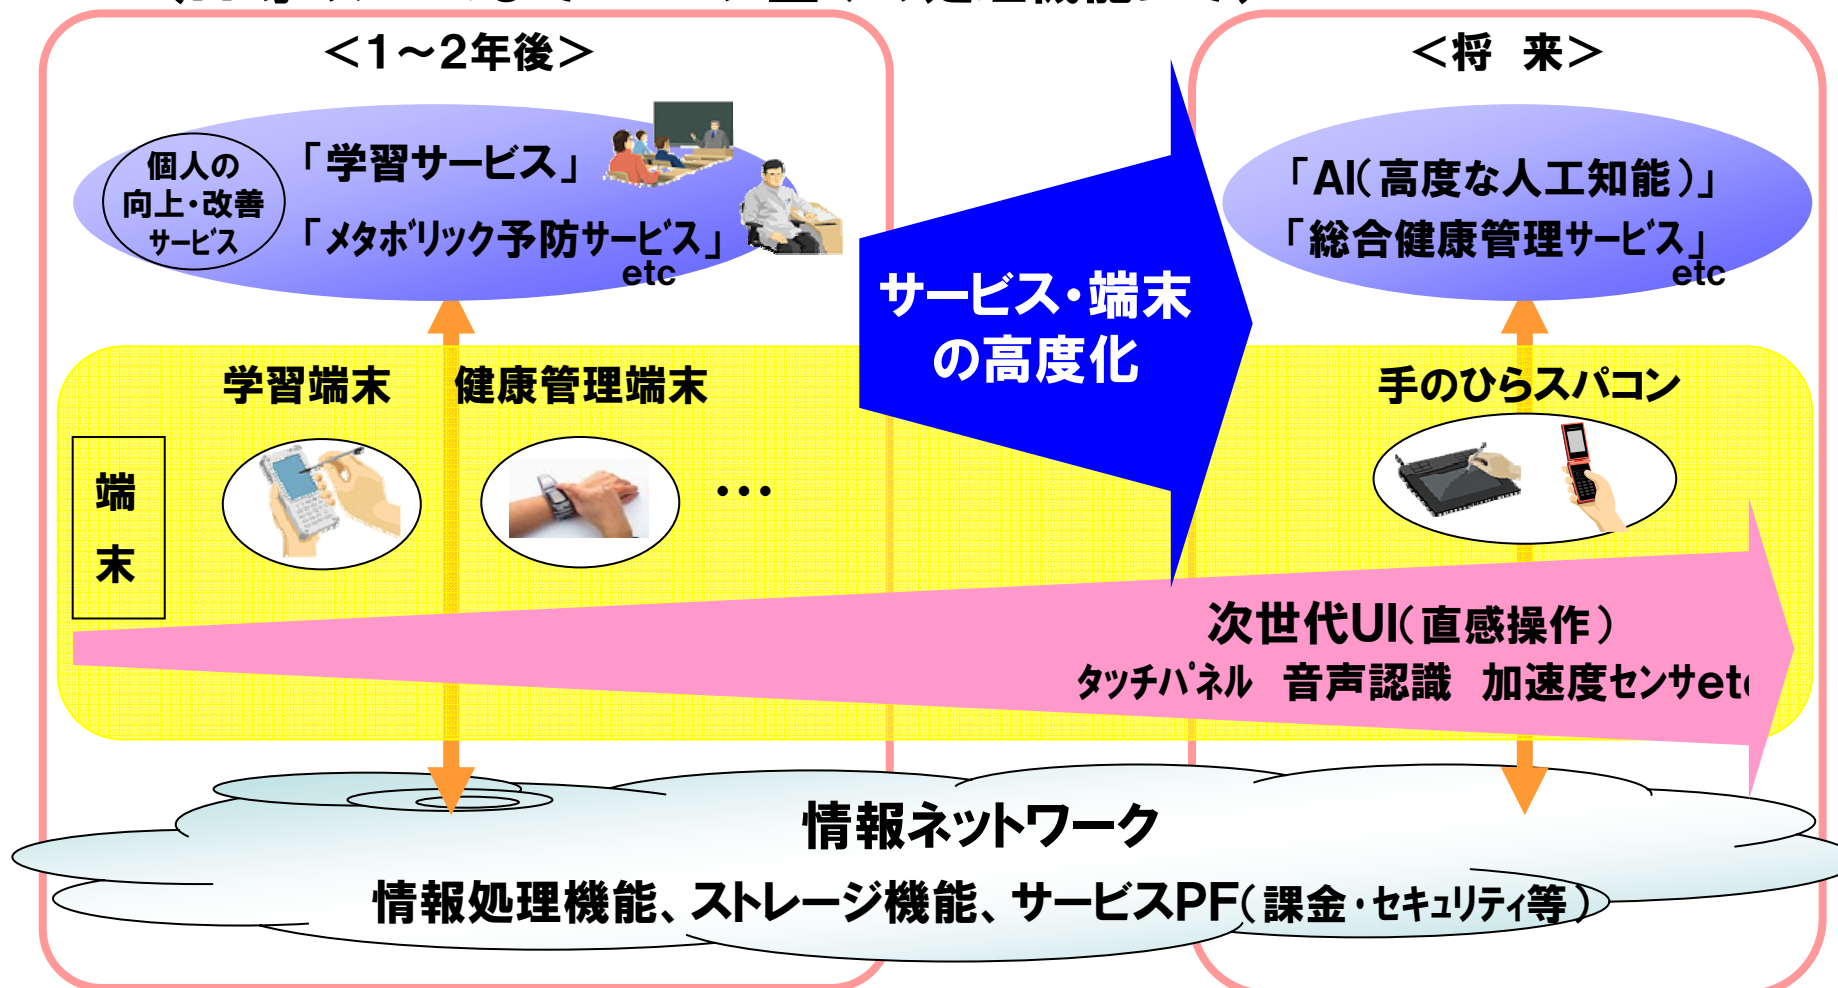 ＜1～2年後＞
個人の
向上・改善
サービス
「学習サービス」
「メタボリック予防サービス」
etc
サービス・端末
の高度化
＜将 来＞
「AI(高度な人工知能)」
「総合健康管理サービス」
etc
端
末
学習端末
健康管理端末
・・・
手のひらスパコン
次世代UI(直感操作)
タッチパネル 音声認識 加速度センサetc
情報ネットワーク
情報処理機能、ストレージ機能、サービスPF(課金・セキュリティ等)